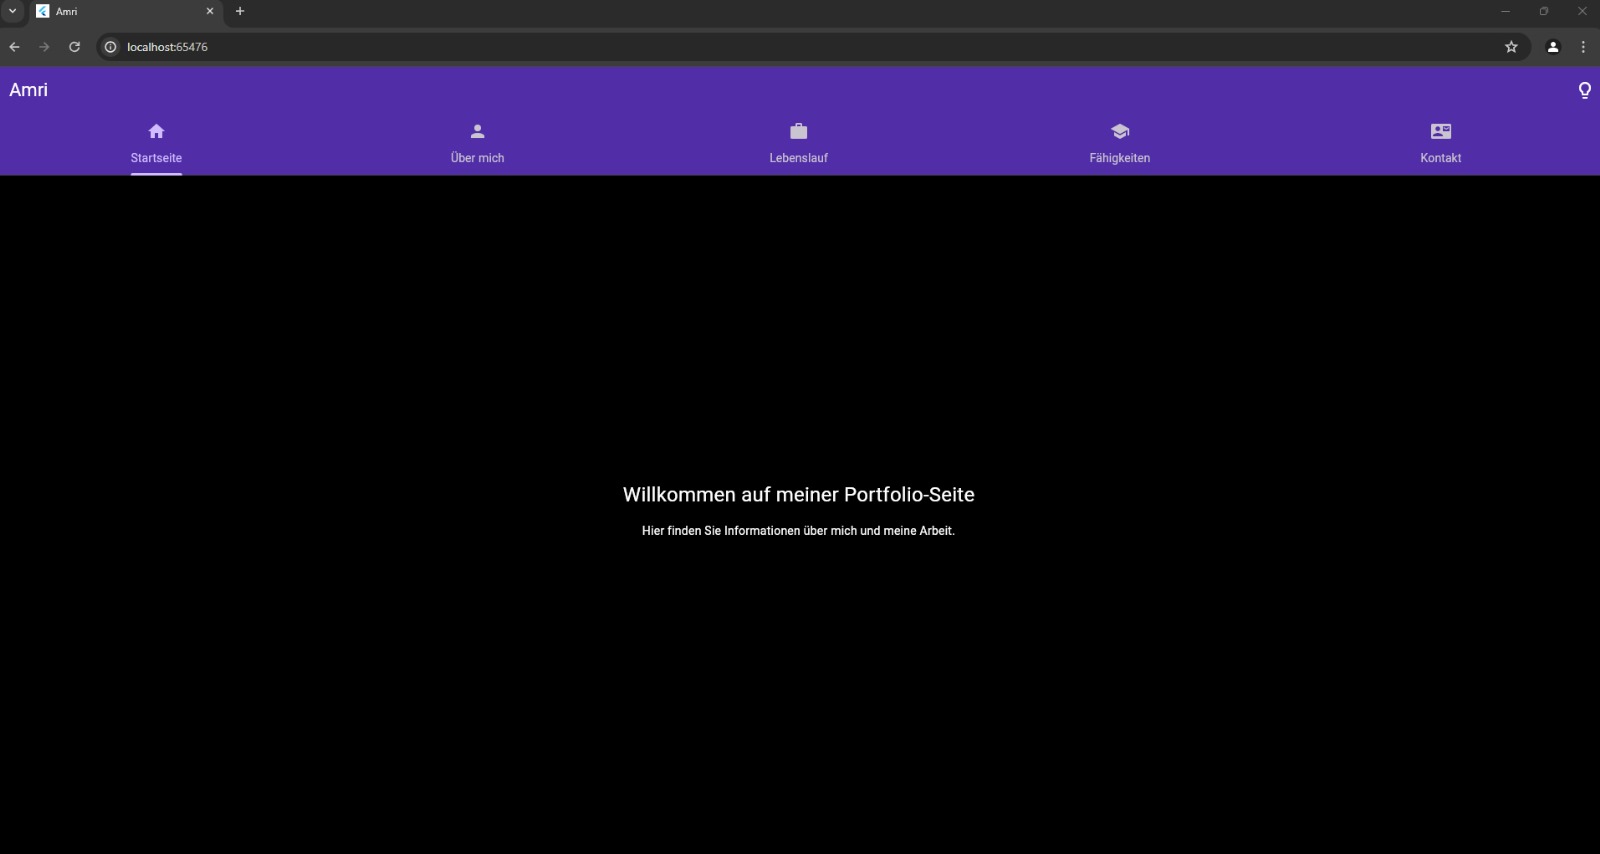 Amri
localhost:65476
Amri
Startseite
Über mich
Lebenslauf
Fähigkeiten
Kontakt
Willkommen auf meiner Portfolio-Seite
Hier finden Sie Informationen über mich und meine Arbeit.